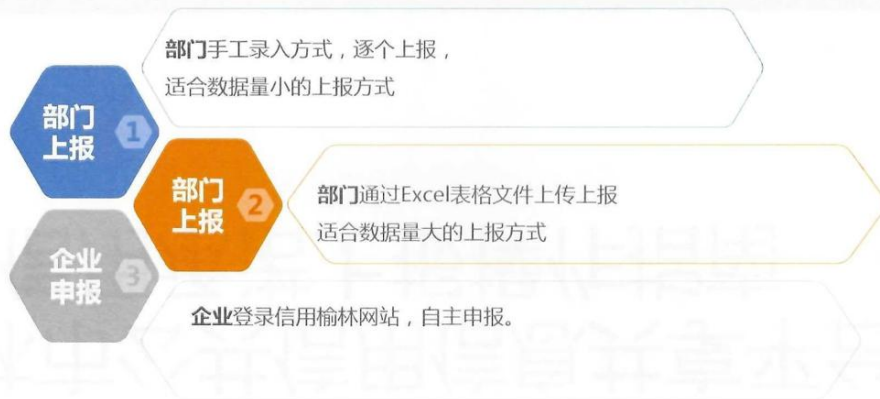 部门手工录入方式，逐个上报，
适合数据量小的上报方式
部门
上报
1
部门
上报
2
部门通过Excel表格文件上传上报
适合数据量大的上报方式
企业
申报
3
企业登录信用榆林网站，自主申报。